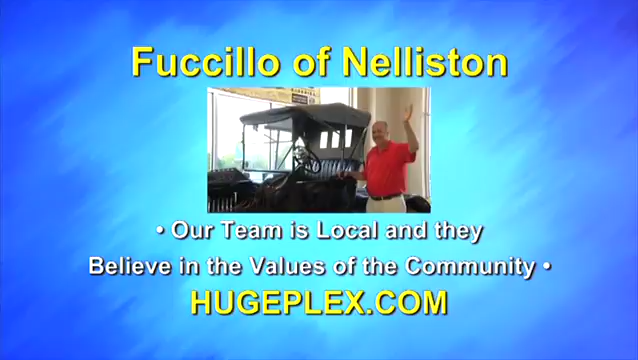 Fuccillo of Nelliston
• Our Team is Local and they
Believe in the Values of the Community •
HUGEPLEX.COM